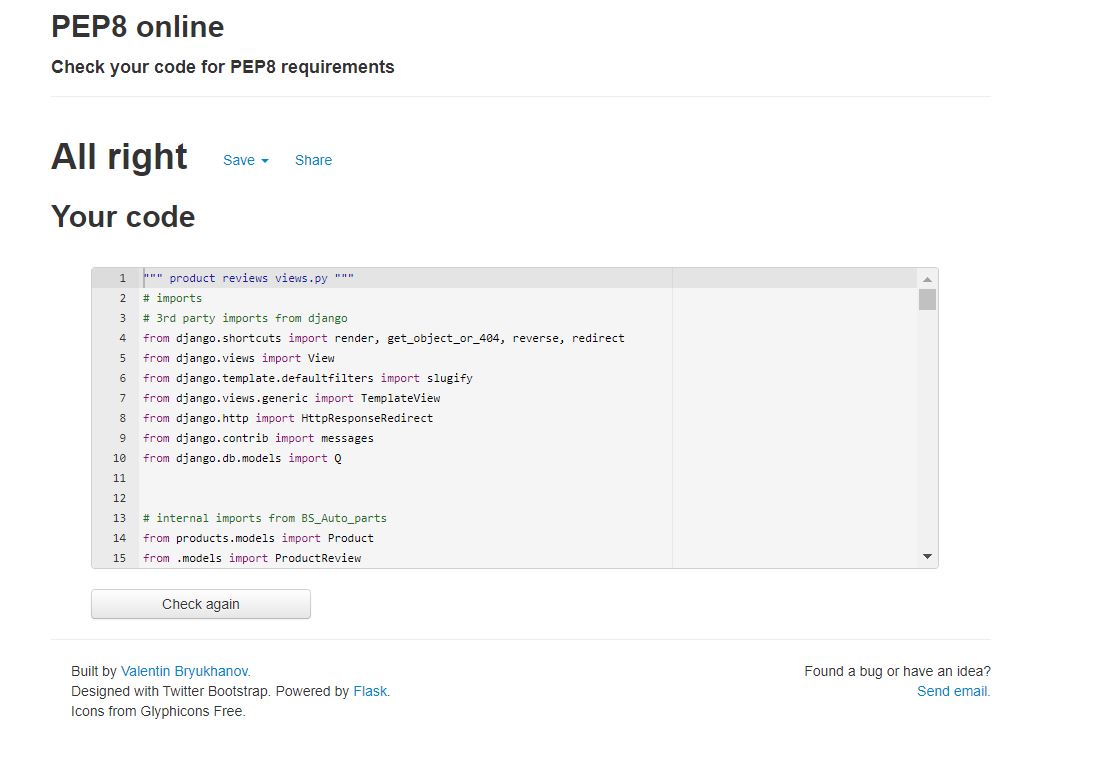 PEP8 online
Check your code for PEP8 requirements
All right Save Share
Your code
1 """ product reviews views.py """
2 # imports
3 # 3rd party imports from django
4 from django.shortcuts import render, get_object_or_404, reverse, redirect
5 from django.views import View
6 from django.template.defaultfilters import slugify
7 from django.views.generic import TemplateView
8 from django.http import HttpResponseRedirect
9 from django.contrib import messages
10 from django.db.models import Q
11
12
13 # internal imports from BS_Auto_parts
14 from products.models import Product
15 from .models import ProductReview
Check again
Built by Valentin Bryukhanov. Found a bug or have an idea?
Designed with Twitter Bootstrap. Powered by Flask. Send email.
Icons from Glyphicons Free.